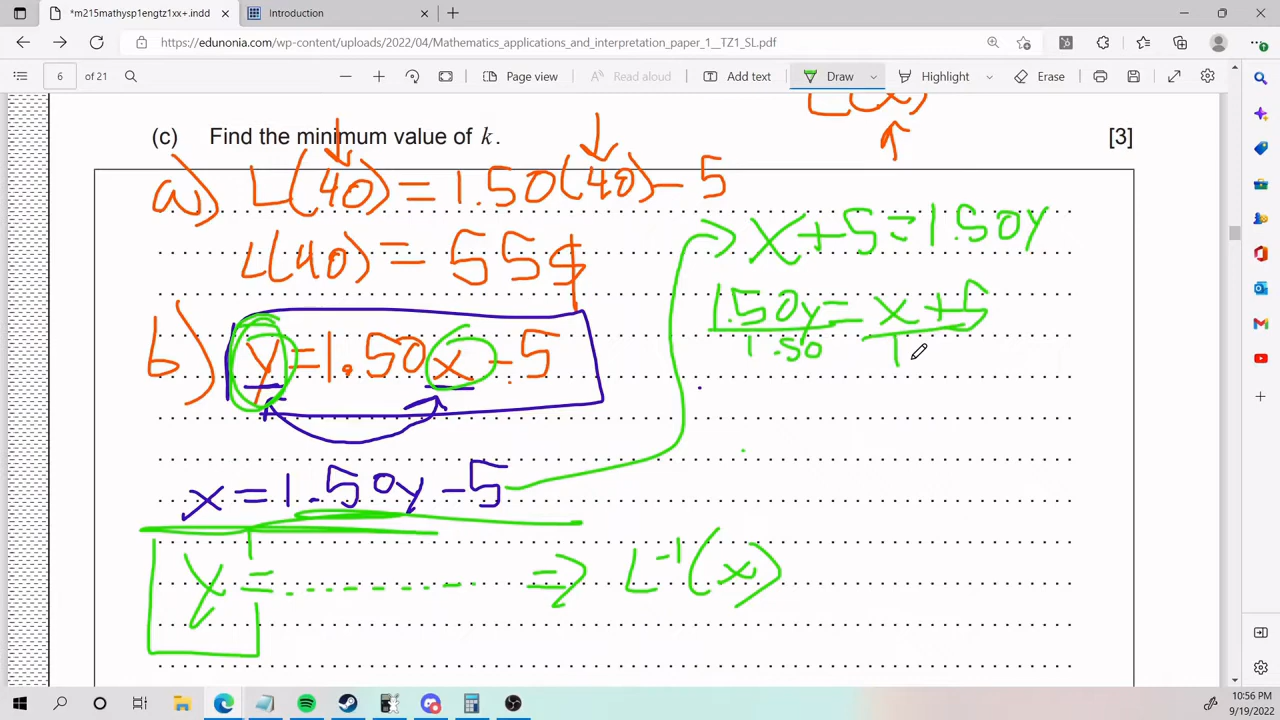 *m215mathysp1engtz1xx+.indd
Introduction
https://edunonia.com/wp-content/uploads/2022/04/Mathematics_applications_and_interpretation_paper_1__TZ1_SL.pdf
6 of 21
Page view
Read aloud
Add text
Draw
Highlight
Erase
(c) Find the minimum value of k. [3]
a) L(40) = 1.50(40) - 5
L(40) = 55$
b) y = 1.50x - 5
x = 1.50y - 5
y = ........... ⇒ L⁻¹(x)
x + 5 = 1.50y
1.50y = x + 5
1.50 1
10:56 PM
9/19/2022